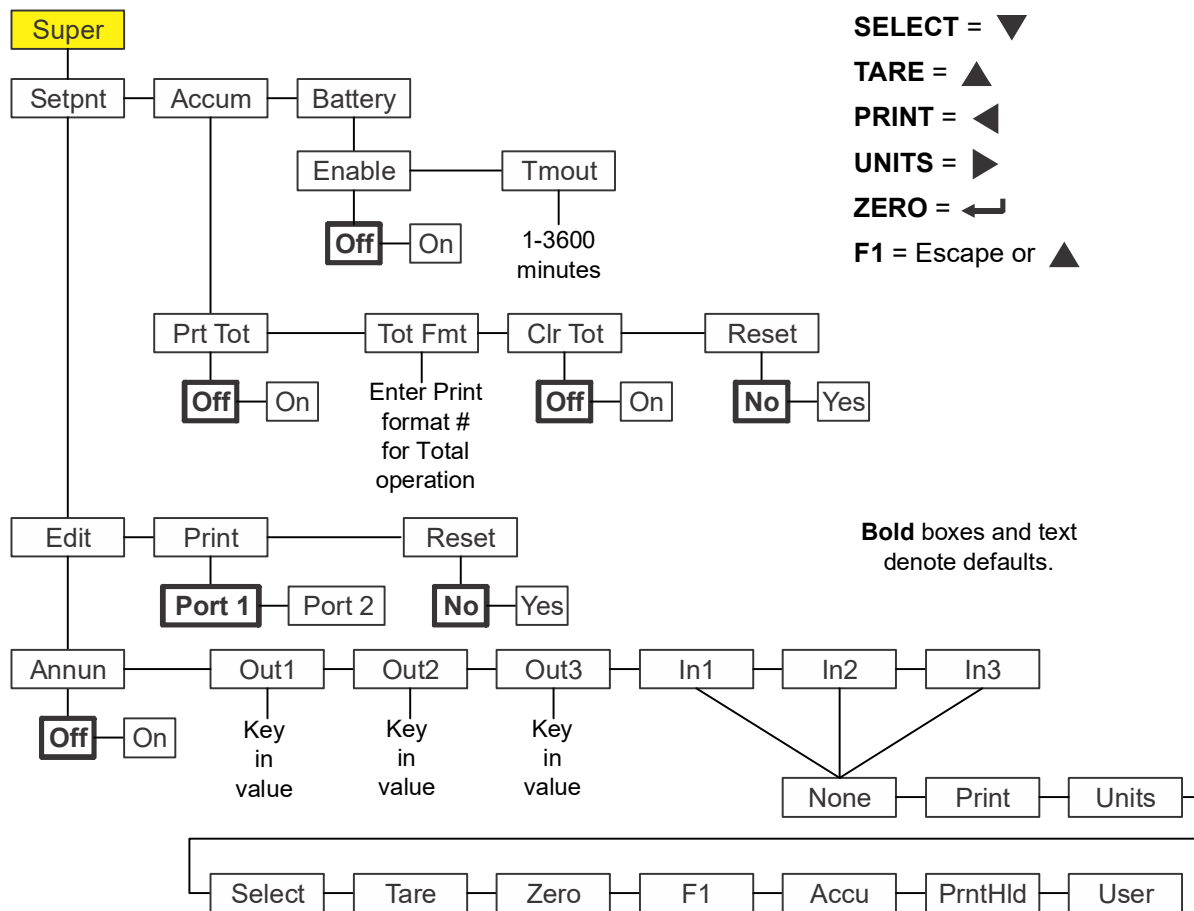 Super
SELECT =
TARE =
PRINT =
UNITS =
ZERO =
F1 = Escape or
Setpnt
Accum
Battery
Enable
Tmout
Off
On
1-3600
minutes
Prt Tot
Tot Fmt
Clr Tot
Reset
Off
On
Enter Print
format #
for Total
operation
Off
On
No
Yes
Edit
Print
Reset
Port 1
Port 2
No
Yes
Bold boxes and text
denote defaults.
Annun
Out1
Out2
Out3
In1
In2
In3
Off
On
Key
in
value
Key
in
value
Key
in
value
None
Print
Units
Select
Tare
Zero
F1
Accu
PrntHld
User